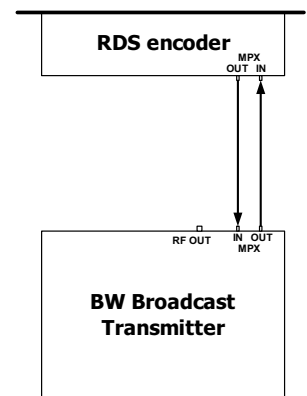 RDS encoder
MPX
OUT IN
RF OUT
IN OUT
MPX
BW Broadcast
Transmitter